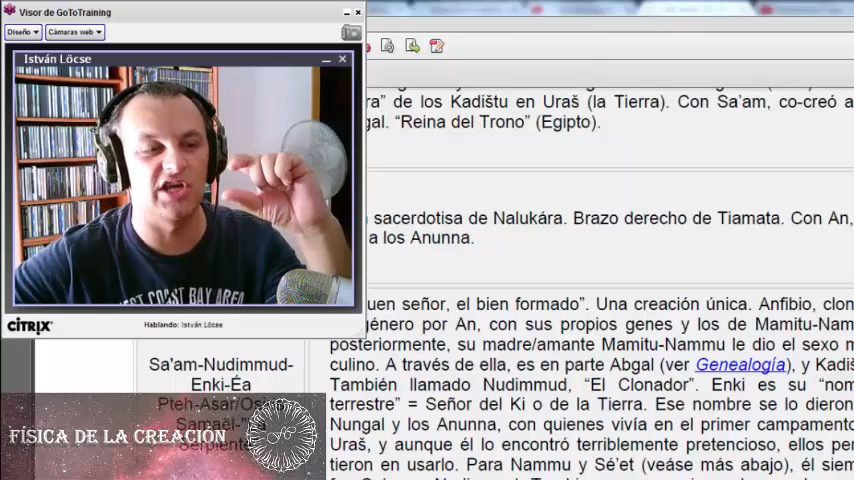 Visor de GoToTraining
Diseño
Cámaras web
István Löcse
WEST COAST BAY AREA
CITRIX
Hablando: István Löcse
ra” de los Kadištu en Uraš (la Tierra). Con Sa’am, co-creó a
gal. “Reina del Trono” (Egipto).
sacerdotisa de Nalukára. Brazo derecho de Tiamata. Con An,
a los Anunna.
uen señor, el bien formado”. Una creación única. Anfibio, clon
género por An, con sus propios genes y los de Mamitu-Nam
posteriormente, su madre/amante Mamitu-Nammu le dio el sexo m
culino. A través de ella, es en parte Abgal (ver Genealogía), y Kadiš
También llamado Nudimmud, “El Clonador”. Enki es su “nom
terrestre” = Señor del Ki o de la Tierra. Ese nombre se lo dieron
Nungal y los Anunna, con quienes vivía en el primer campamento
Uraš, y aunque él lo encontró terriblemente pretencioso, ellos per
tieron en usarlo. Para Nammu y Sé’et (veáse más abajo), él siem
Sa'am-Nudimmud-
Enki-Éa
Pteh-Asar/Os
Samaël-
Serpiente
FÍSICA DE LA CREACIÓN